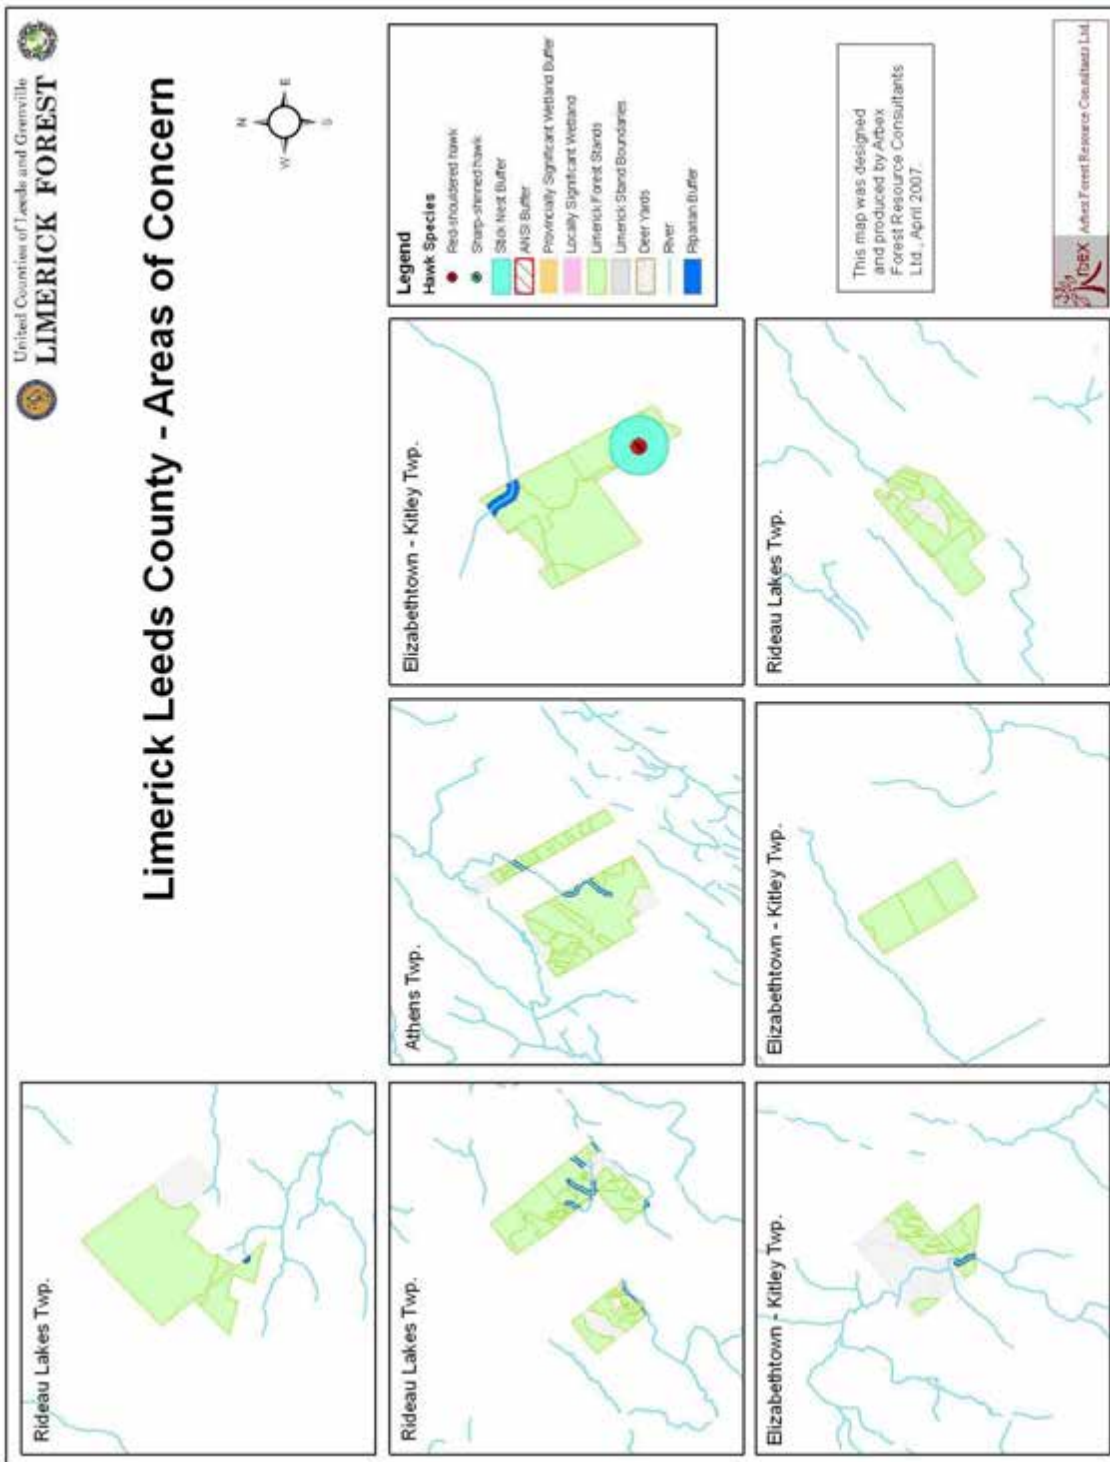 United Counties of Leeds and Grenville
LIMERICK FOREST
Limerick Leeds County - Areas of Concern
N
W
E
S
Rideau Lakes Twp.
Rideau Lakes Twp.
Athens Twp.
Elizabethtown - Kitley Twp.
Elizabethtown - Kitley Twp.
Elizabethtown - Kitley Twp.
Rideau Lakes Twp.
Legend
Hawk Species
Red-shouldered hawk
Sharp-shinned hawk
Stick Nest Buffer
ANSI Buffer
Provincially Significant Wetland Buffer
Locally Significant Wetland
Limerick Forest Stands
Limerick Stand Boundaries
Deer Yards
River
Riparian Buffer
This map was designed
and produced by Arbex
Forest Resource Consultants
Ltd., April 2007.
Arbex
Arbex Forest Resource Consultants Ltd.